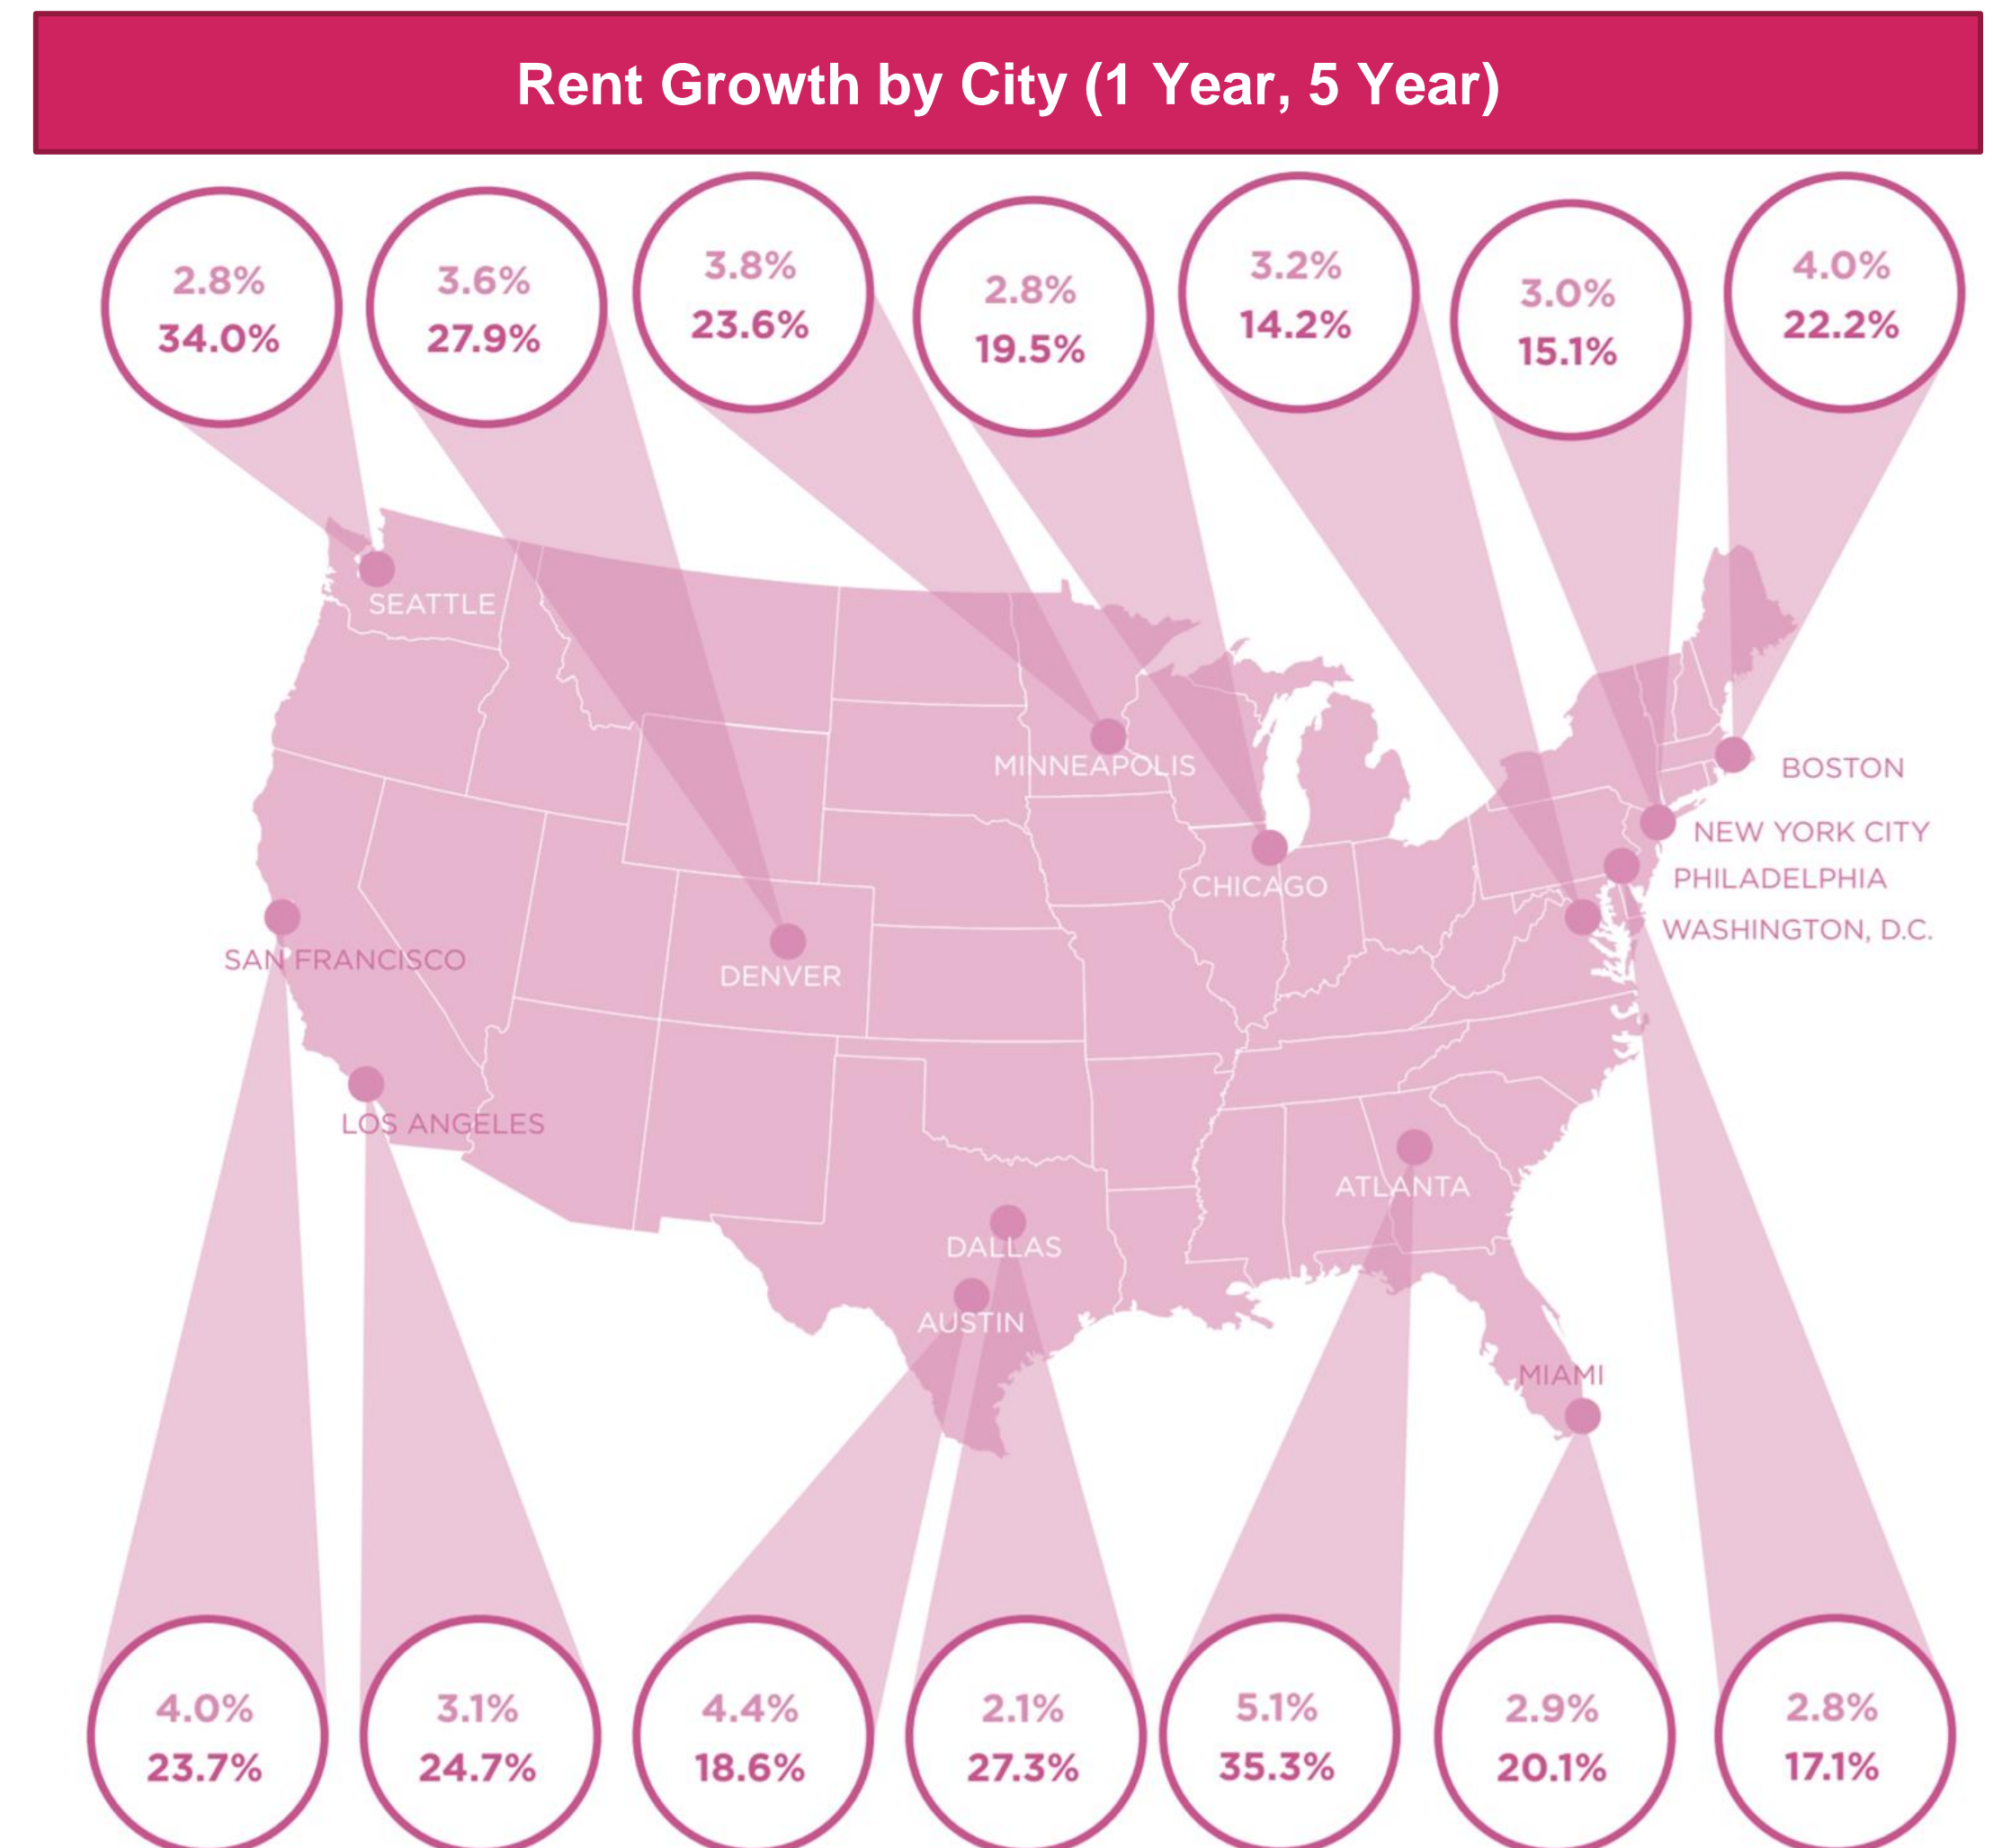 Rent Growth by City (1 Year, 5 Year)
2.8%
34.0%
3.6%
27.9%
3.8%
23.6%
2.8%
19.5%
3.2%
14.2%
3.0%
15.1%
4.0%
22.2%
SEATTLE
MINNEAPOLIS
BOSTON
NEW YORK CITY
CHICAGO
PHILADELPHIA
WASHINGTON, D.C.
SAN FRANCISCO
DENVER
LOS ANGELES
ATLANTA
DALLAS
AUSTIN
MIAMI
4.0%
23.7%
3.1%
24.7%
4.4%
18.6%
2.1%
27.3%
5.1%
35.3%
2.9%
20.1%
2.8%
17.1%